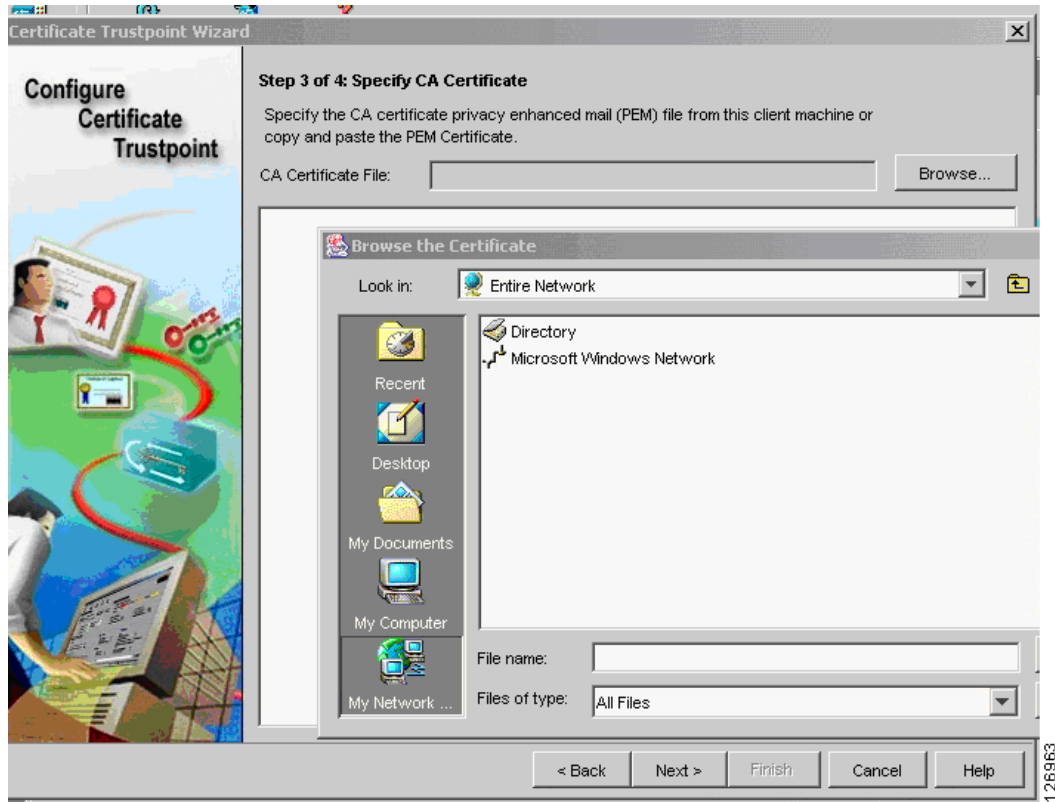 Certificate Trustpoint Wizard
Configure
Certificate
Trustpoint
Step 3 of 4: Specify CA Certificate
Specify the CA certificate privacy enhanced mail (PEM) file from this client machine or
copy and paste the PEM Certificate.
CA Certificate File:
Browse...
Browse the Certificate
Look in:
Entire Network
Recent
Desktop
My Documents
My Computer
My Network ...
Directory
Microsoft Windows Network
File name:
Files of type:
All Files
< Back
Next >
Finish
Cancel
Help
126963